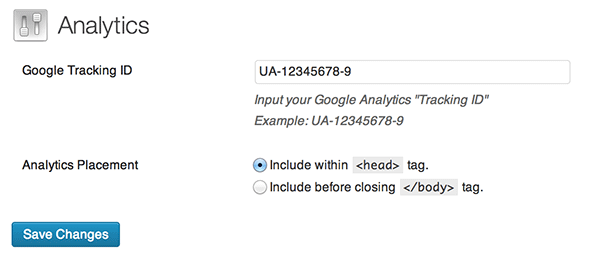 Analytics
Google Tracking ID
UA-12345678-9
Input your Google Analytics "Tracking ID"
Example: UA-12345678-9
Analytics Placement
Include within <head> tag.
Include before closing </body> tag.
Save Changes